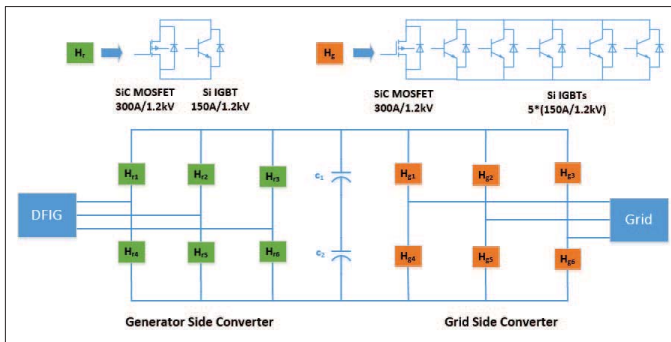 Hr
SiC MOSFET
300A/1.2kV
Si IGBT
150A/1.2kV
Hg
SiC MOSFET
300A/1.2kV
Si IGBTs
5*(150A/1.2kV)
Hr1
Hr2
Hr3
c1
Hg1
Hg2
Hg3
DFIG
Grid
Hr4
Hr5
Hr6
c2
Hg4
Hg5
Hg6
Generator Side Converter
Grid Side Converter